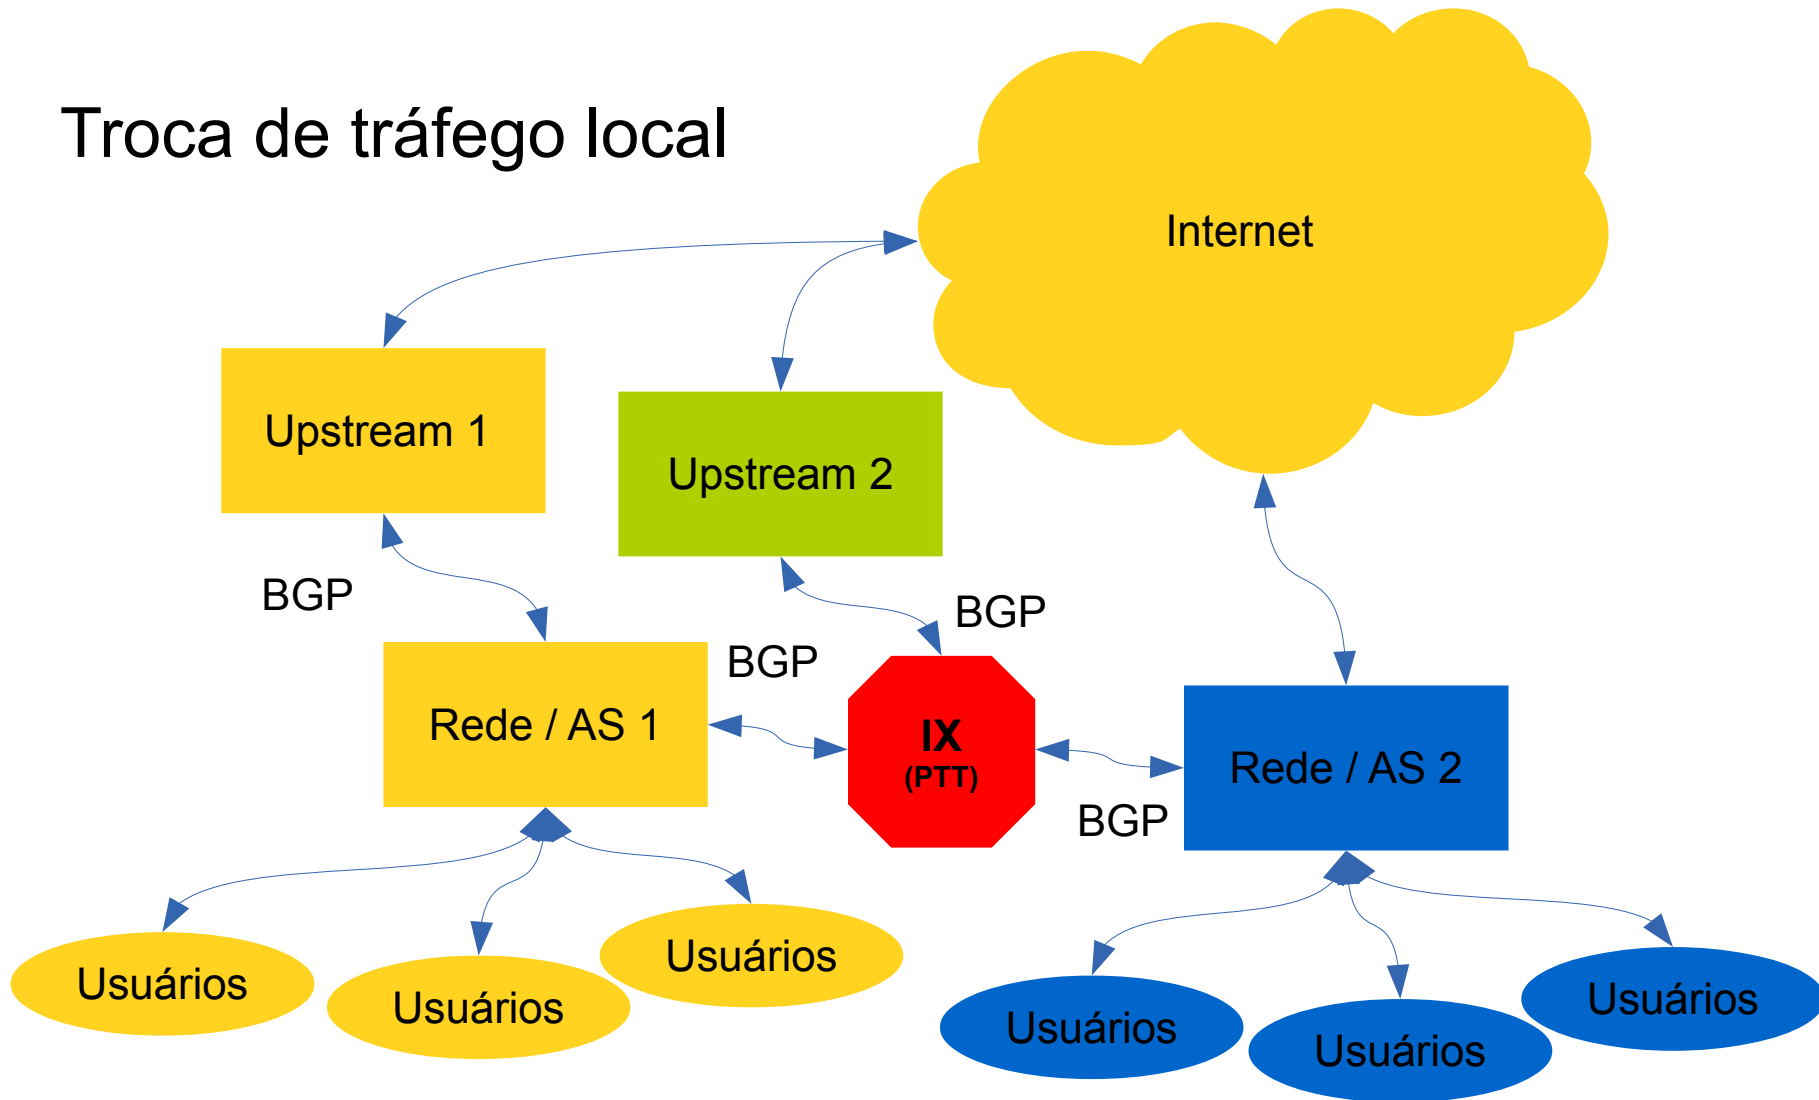 Troca de tráfego local
Internet
Upstream 1
Upstream 2
BGP
BGP
BGP
Rede / AS 1
IX
(PTT)
Rede / AS 2
BGP
Usuários
Usuários
Usuários
Usuários
Usuários
Usuários